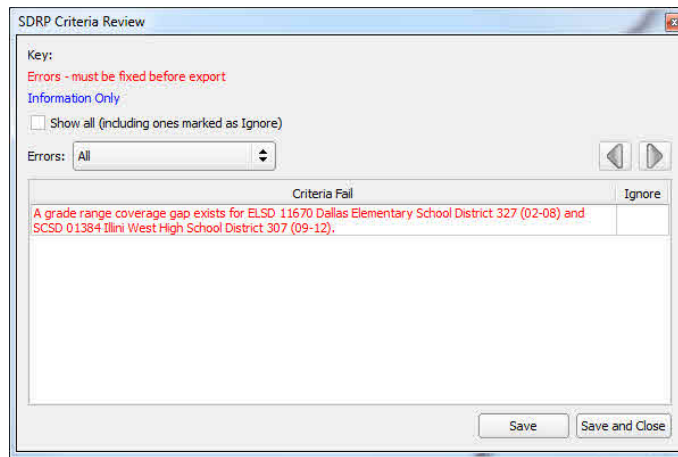 SDRP Criteria Review
Key:
Errors - must be fixed before export
Information Only
Show all (including ones marked as Ignore)
Errors: All
Criteria Fail Ignore
A grade range coverage gap exists for ELSD 11670 Dallas Elementary School District 327 (02-08) and
SCSD 01384 Illini West High School District 307 (09-12).
Save Save and Close